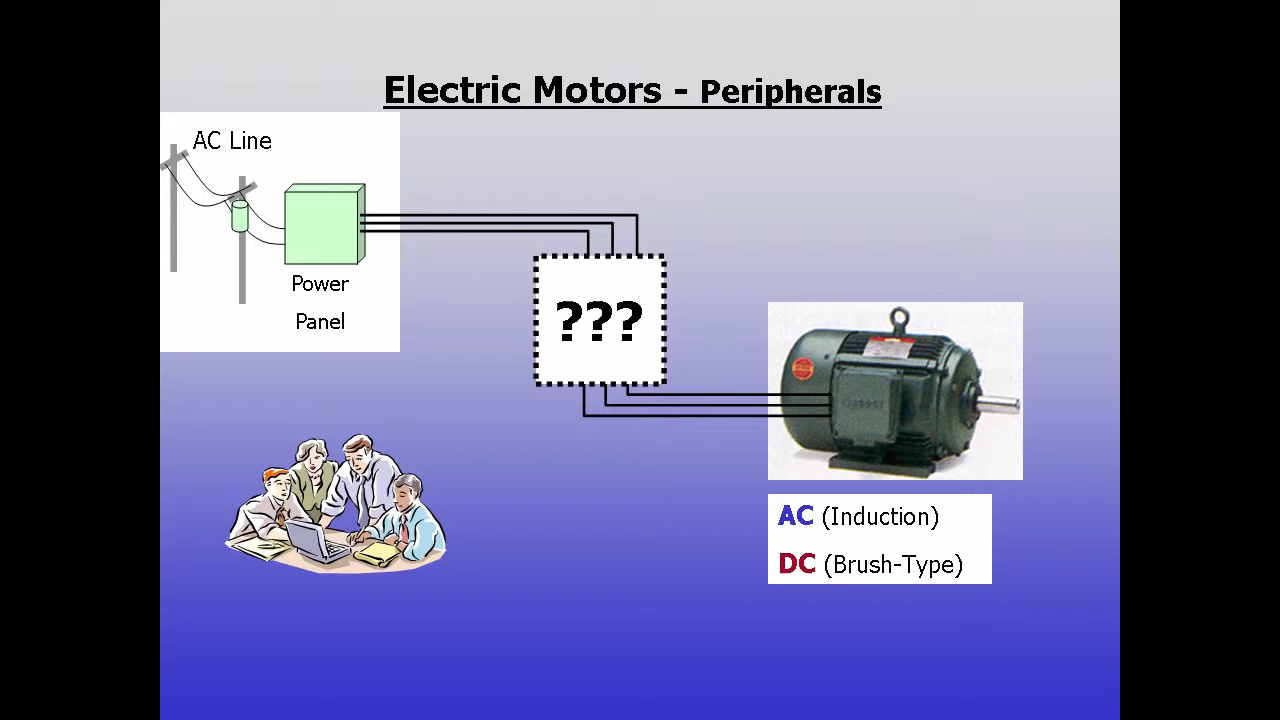 Electric Motors - Peripherals
AC Line
Power
Panel
???
AC (Induction)
DC (Brush-Type)